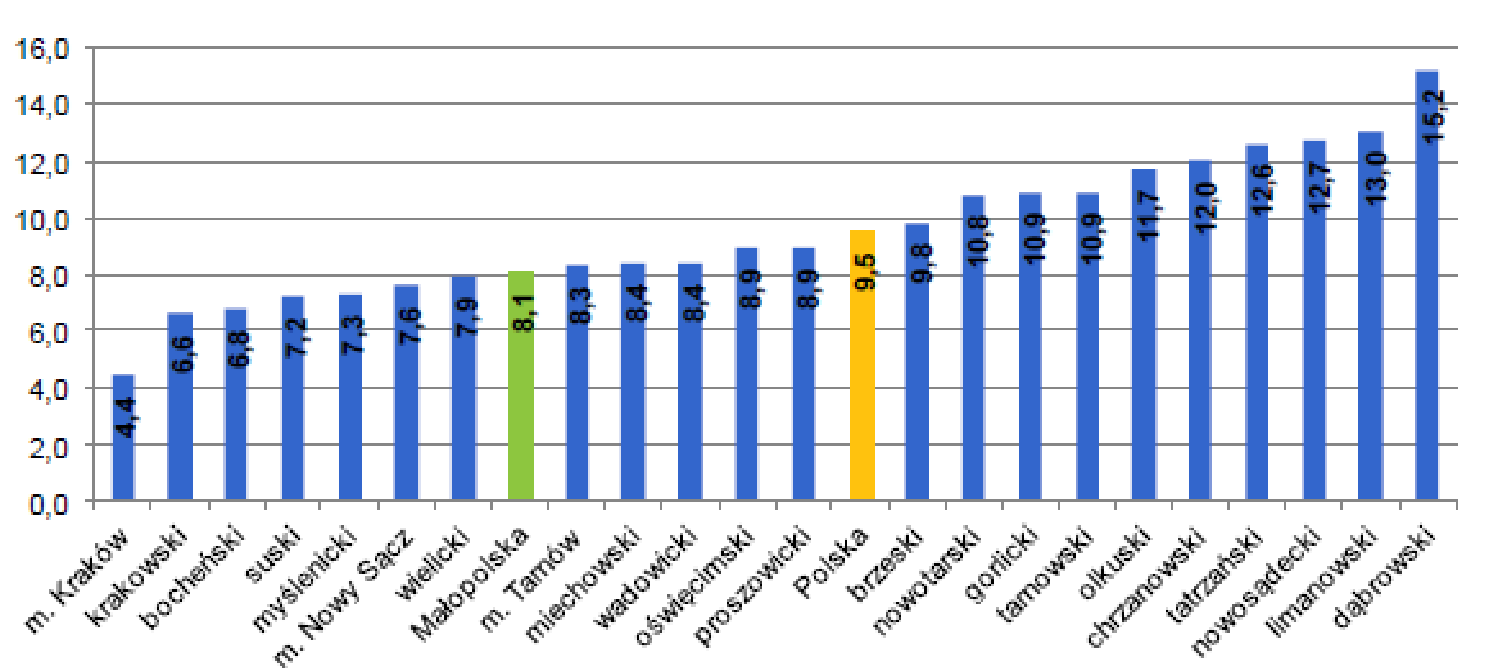 16,0
14,0
12,0
10,0
8,0
6,0
4,0
2,0
0,0
4,4
6,6
6,8
7,2
7,3
7,6
7,9
8,1
8,3
8,4
8,4
8,9
8,9
9,5
9,8
10,8
10,9
10,9
11,7
12,0
12,6
12,7
13,0
15,2
m. Kraków
krakowski
bocheński
suski
myślenicki
m. Nowy Sącz
wielicki
Małopolska
m. Tarnów
miechowski
wadowicki
oświęcimski
proszowicki
Polska
brzeski
nowotarski
gorlicki
tarnowski
olkuski
chrzanowski
tatrzański
nowosądecki
limanowski
dąbrowski